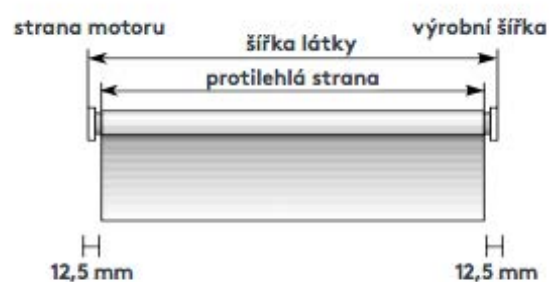 strana motoru
výrobní šířka
šířka látky
protilehlá strana
12,5 mm
12,5 mm